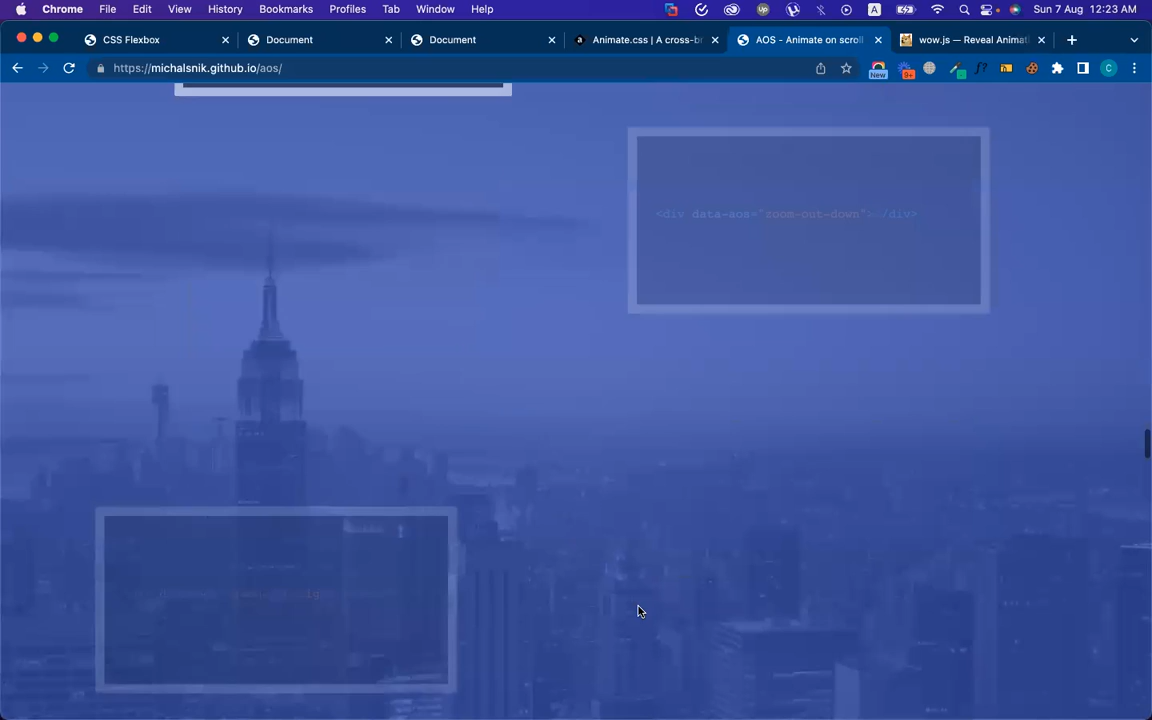 Chrome File Edit View History Bookmarks Profiles Tab Window Help Sun 7 Aug 12:23 AM
CSS Flexbox Document Document Animate.css | A cross-br AOS - Animate on scroll wow.js — Reveal Animati
https://michalsnik.github.io/aos/
New 9+ C
<div data-aos="zoom-out-down"></div>